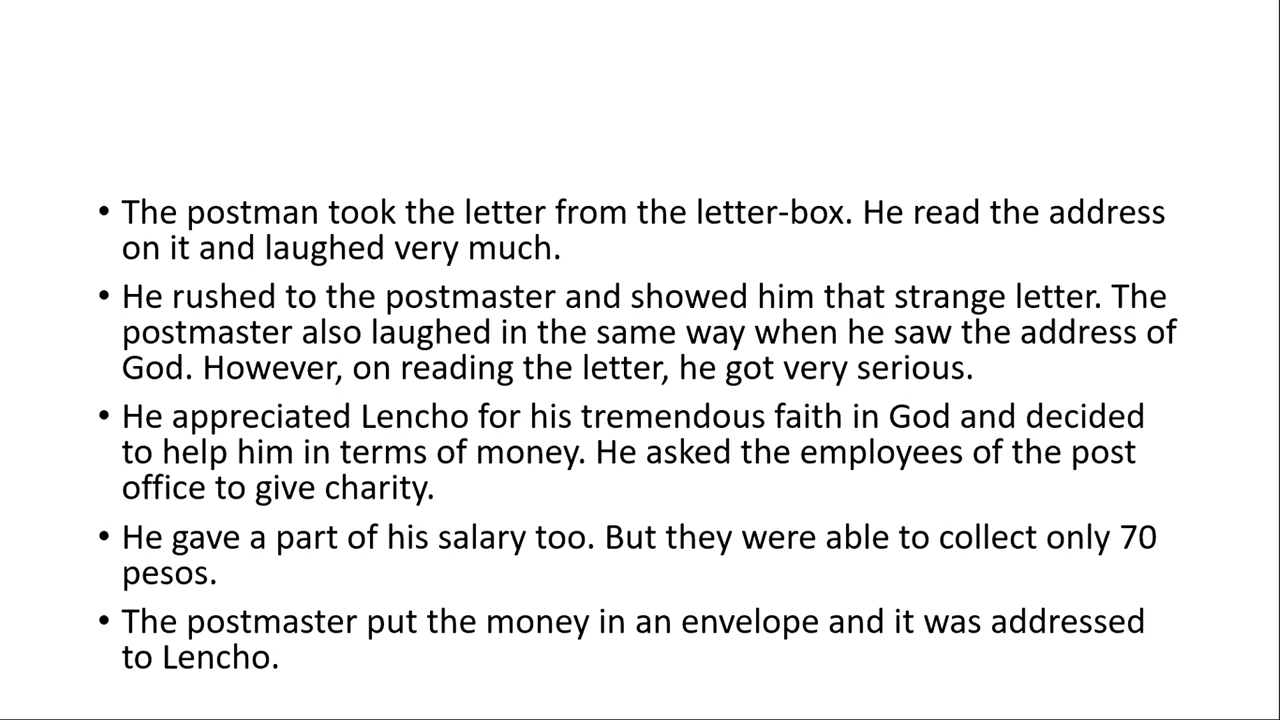 • The postman took the letter from the letter-box. He read the address
on it and laughed very much.
• He rushed to the postmaster and showed him that strange letter. The
postmaster also laughed in the same way when he saw the address of
God. However, on reading the letter, he got very serious.
• He appreciated Lencho for his tremendous faith in God and decided
to help him in terms of money. He asked the employees of the post
office to give charity.
• He gave a part of his salary too. But they were able to collect only 70
pesos.
• The postmaster put the money in an envelope and it was addressed
to Lencho.